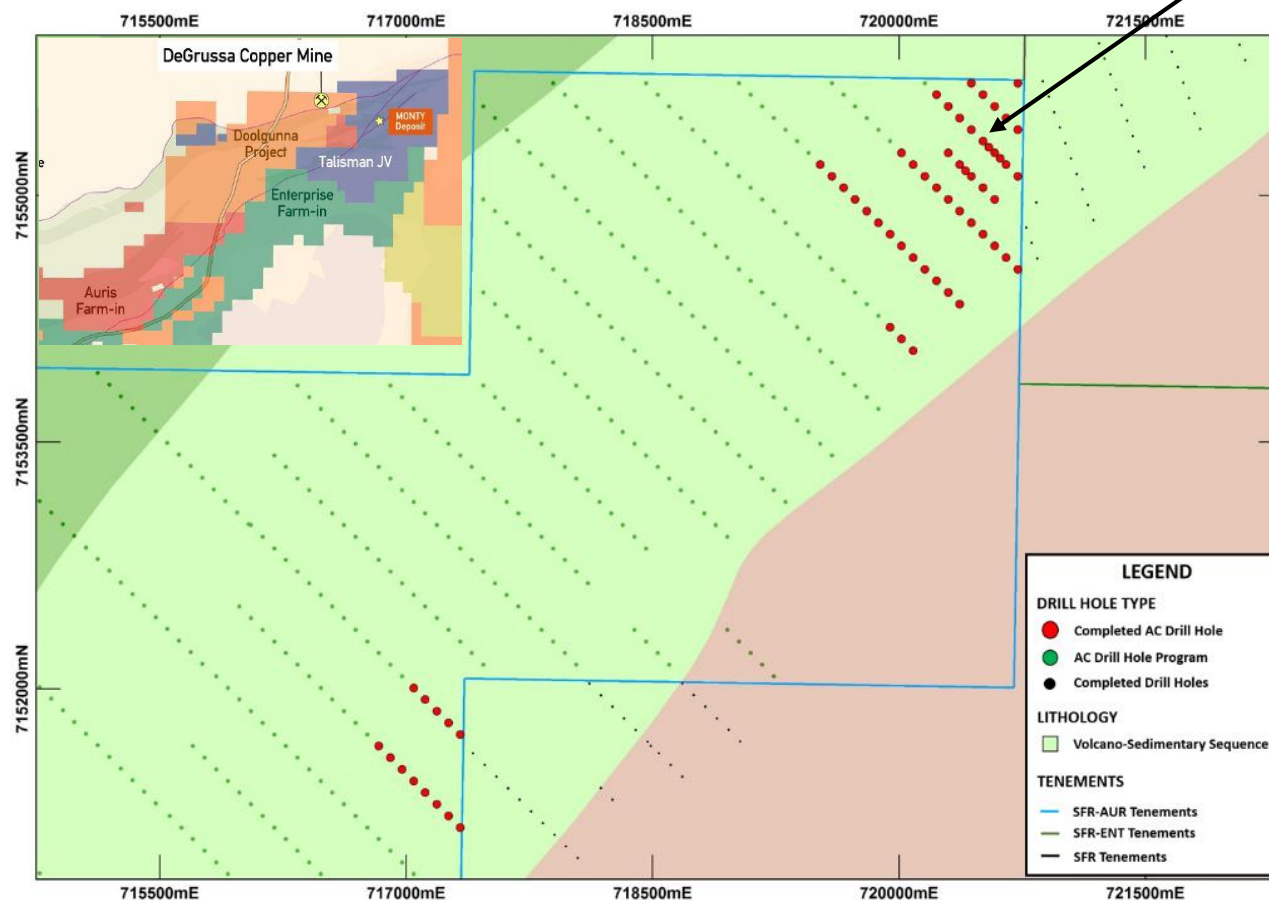 715500mE
717000mE
718500mE
720000mE
721500mE
DeGrussa Copper Mine
MONTY
Deposit
Doolgunna
Project
Talisman JV
e
Enterprise
Farm-in
Auris
Farm-in
7155000mN
7155000mN
7153500mN
7152000mN
LEGEND
DRILL HOLE TYPE
Completed AC Drill Hole
AC Drill Hole Program
Completed Drill Holes
LITHOLOGY
Volcano-Sedimentary Sequence
TENEMENTS
SFR-AUR Tenements
SFR-ENT Tenements
SFR Tenements
715500mE
717000mE
718500mE
720000mE
721500mE